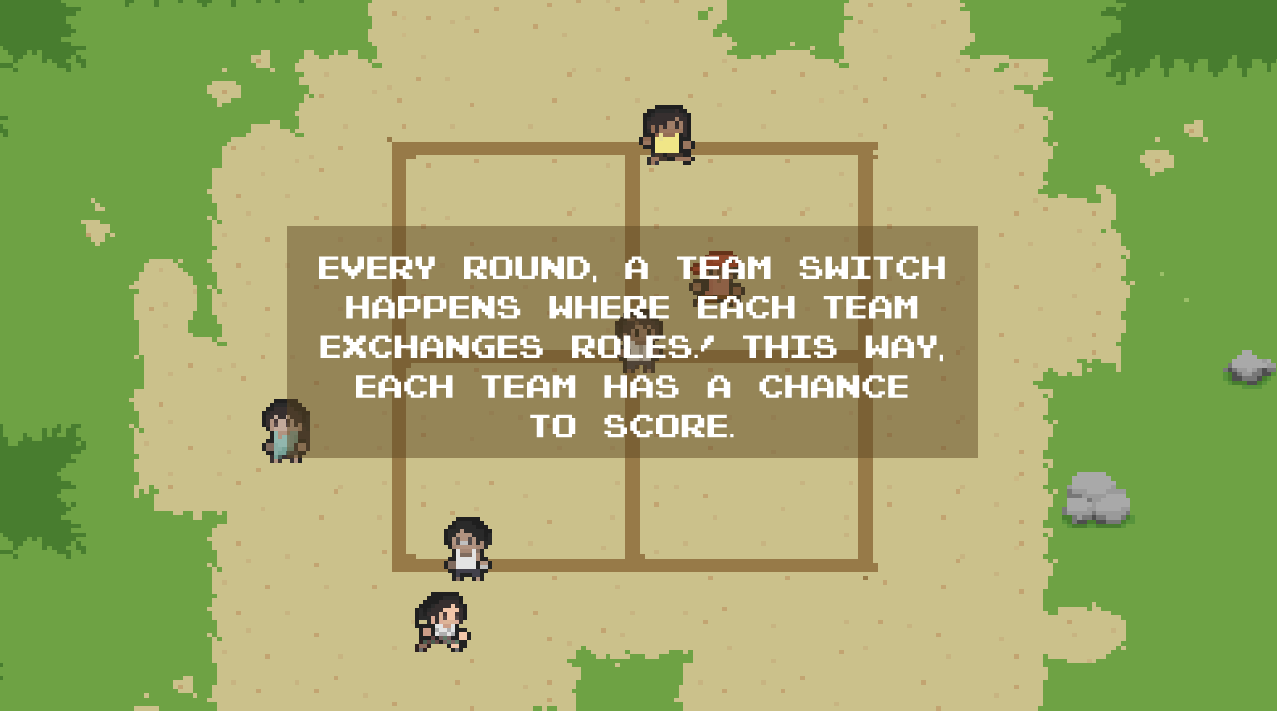 EVERY ROUND, A TEAM SWITCH
HAPPENS WHERE EACH TEAM
EXCHANGES ROLES.! THIS WAY,
EACH TEAM HAS A CHANCE
TO SCORE.